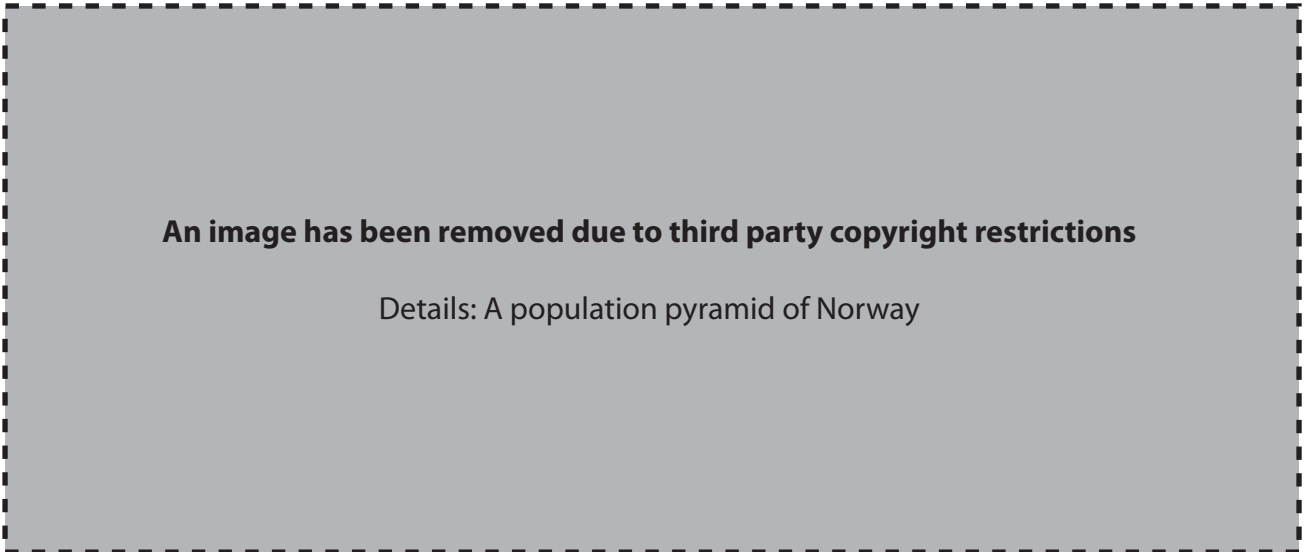 An image has been removed due to third party copyright restrictions
Details: A population pyramid of Norway